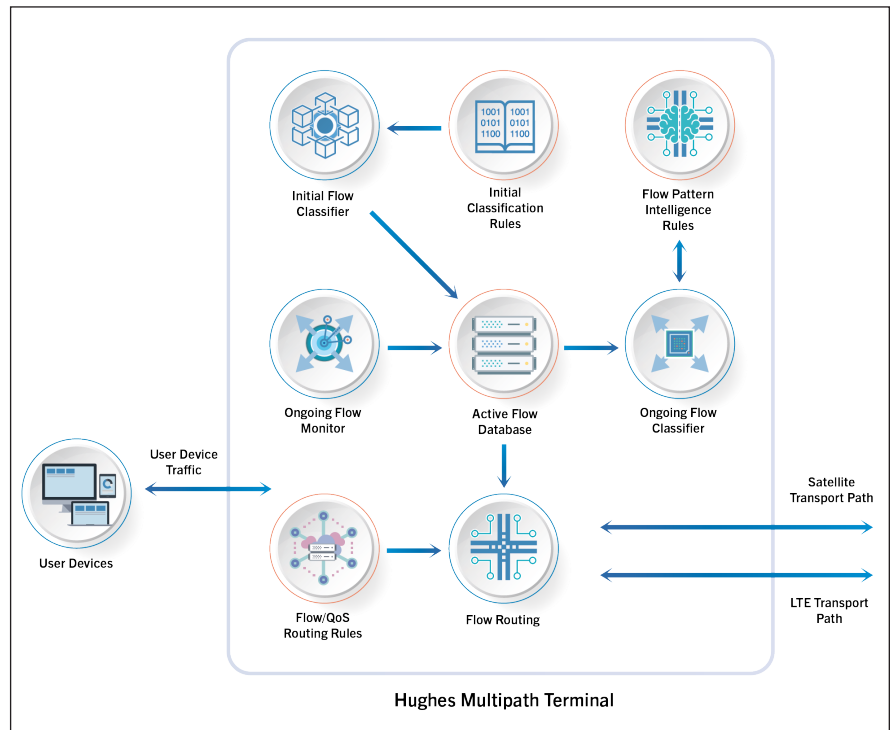 1001
0101
1100
1001
0101
1100
Initial Flow
Classifier
Initial
Classification
Rules
Flow Pattern
Intelligence
Rules
Ongoing Flow
Monitor
Active Flow
Database
Ongoing Flow
Classifier
User Device
Traffic
User Devices
Satellite
Transport Path
LTE Transport
Path
Flow/QoS
Routing Rules
Flow Routing
Hughes Multipath Terminal